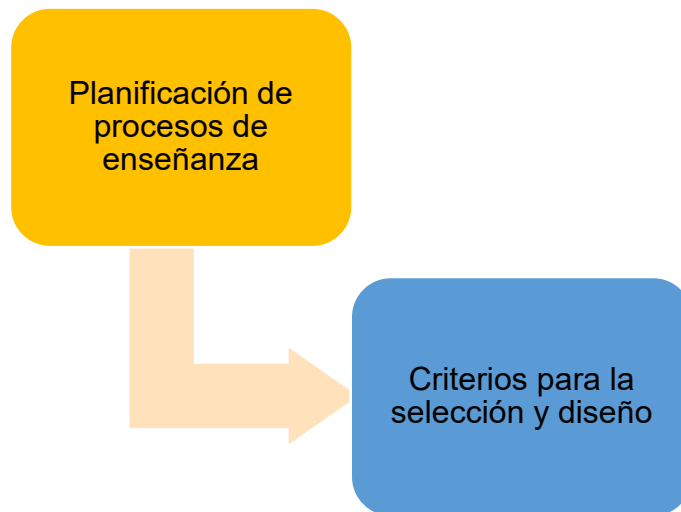 Planificación de
procesos de
enseñanza
Criterios para la
selección y diseño